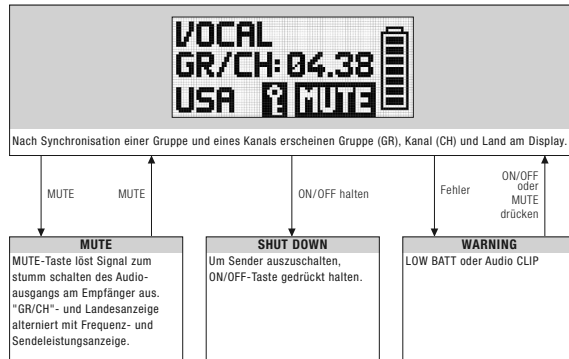 VOCAL
GR/CH:04.38
USA MUTE
Nach Synchronisation einer Gruppe und eines Kanals erscheinen Gruppe (GR), Kanal (CH) und Land am Display.
MUTE
MUTE
ON/OFF halten
Fehler
ON/OFF
oder
MUTE
drücken
MUTE
MUTE-Taste löst Signal zum
stumm schalten des Audio-
ausgangs am Empfänger aus.
"GR/CH"- und Landesanzeige
alterniert mit Frequenz- und
Sendeleistungsanzeige.
SHUT DOWN
Um Sender auszuschalten,
ON/OFF-Taste gedrückt halten.
WARNING
LOW BATT oder Audio CLIP